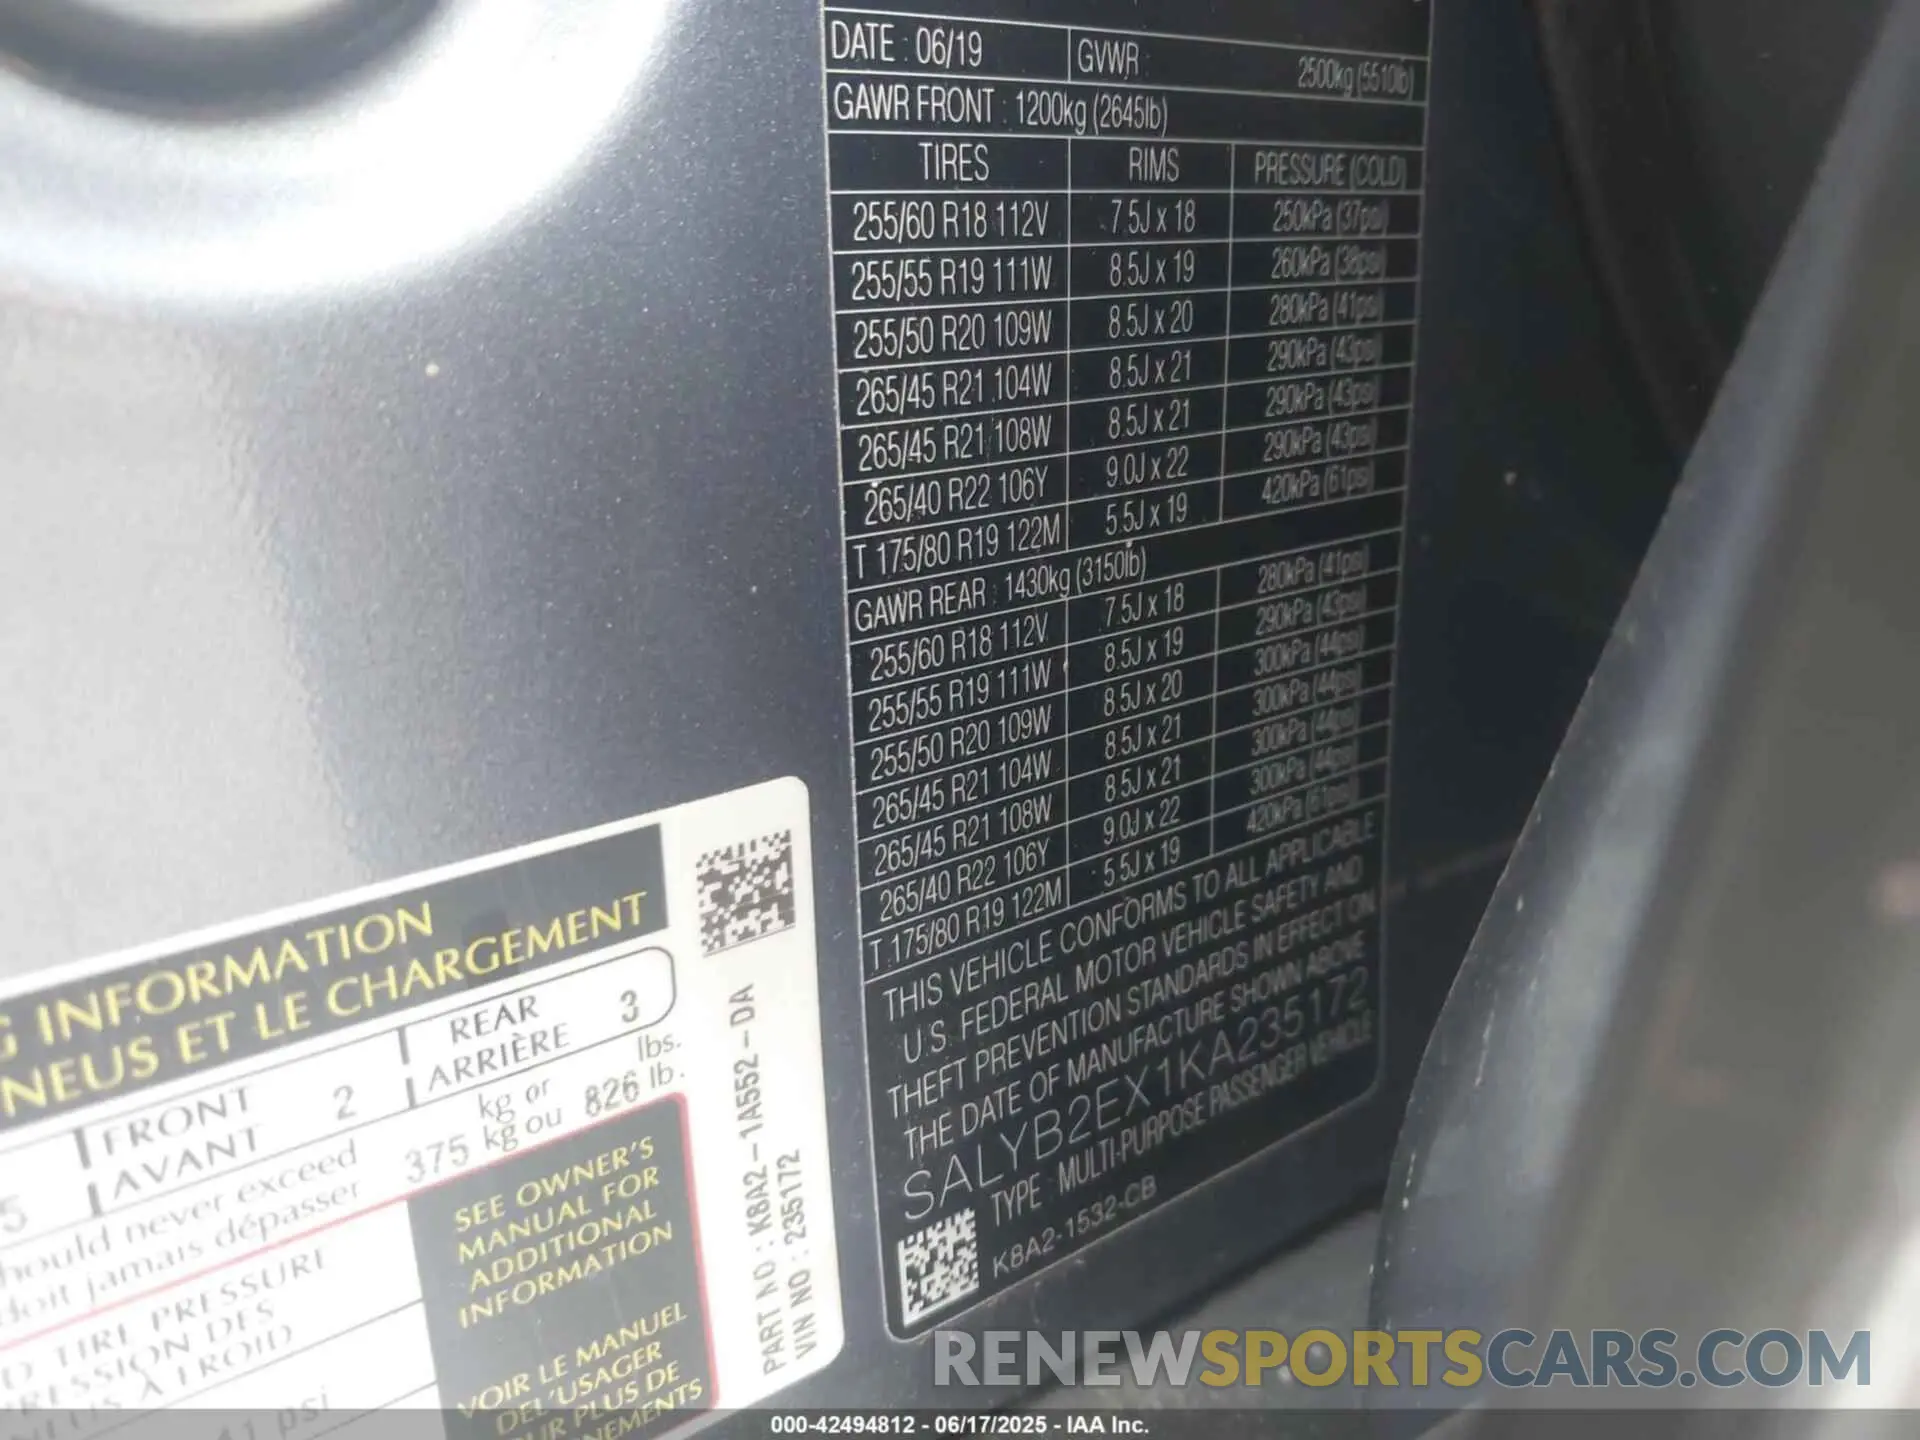 DATE : 06/19 GVWR : 2500kg (5510lb)
GAWR FRONT : 1200kg (2645lb)
TIRES RIMS PRESSURE (COLD)
255/60 R18 112V 7.5J x 18 250kPa (37psi)
255/55 R19 111W 8.5J x 19 260kPa (38psi)
255/50 R20 109W 8.5J x 20 280kPa (41psi)
265/45 R21 104W 8.5J x 21 290kPa (43psi)
265/45 R21 108W 8.5J x 21 290kPa (43psi)
265/40 R22 106Y 9.0J x 22 290kPa (43psi)
T 175/80 R19 122M 5.5J x 19 420kPa (61psi)
GAWR REAR : 1430kg (3150lb)
255/60 R18 112V 7.5J x 18 280kPa (41psi)
255/55 R19 111W 8.5J x 19 290kPa (43psi)
255/50 R20 109W 8.5J x 20 300kPa (44psi)
265/45 R21 104W 8.5J x 21 300kPa (44psi)
265/45 R21 108W 8.5J x 21 300kPa (44psi)
265/40 R22 106Y 9.0J x 22 300kPa (44psi)
T 175/80 R19 122M 5.5J x 19 420kPa (61psi)
THIS VEHICLE CONFORMS TO ALL APPLICABLE
U.S. FEDERAL MOTOR VEHICLE SAFETY AND
THEFT PREVENTION STANDARDS IN EFFECT ON
THE DATE OF MANUFACTURE SHOWN ABOVE
SALYB2EX1KA235172
TYPE : MULTI-PURPOSE PASSENGER VEHICLE
K8A2-1532-CB
G INFORMATION
NEUS ET LE CHARGEMENT
5 FRONT 2 REAR 3
AVANT ARRIÈRE
hould never exceed 375 kg or 826 lbs.
doit jamais dépasser kg ou lb.
D TIRE PRESSURE
RESSION DES
NEUS À FROID
41 psi
SEE OWNER'S
MANUAL FOR
ADDITIONAL
INFORMATION
VOIR LE MANUEL
DE L'USAGER
UR PLUS DE
NEMENTS
PART NO : K8A2-1A552-DA
VIN NO : 235172
RENEWSPORTSCARS.COM
000-42494812 - 06/17/2025 - IAA Inc.